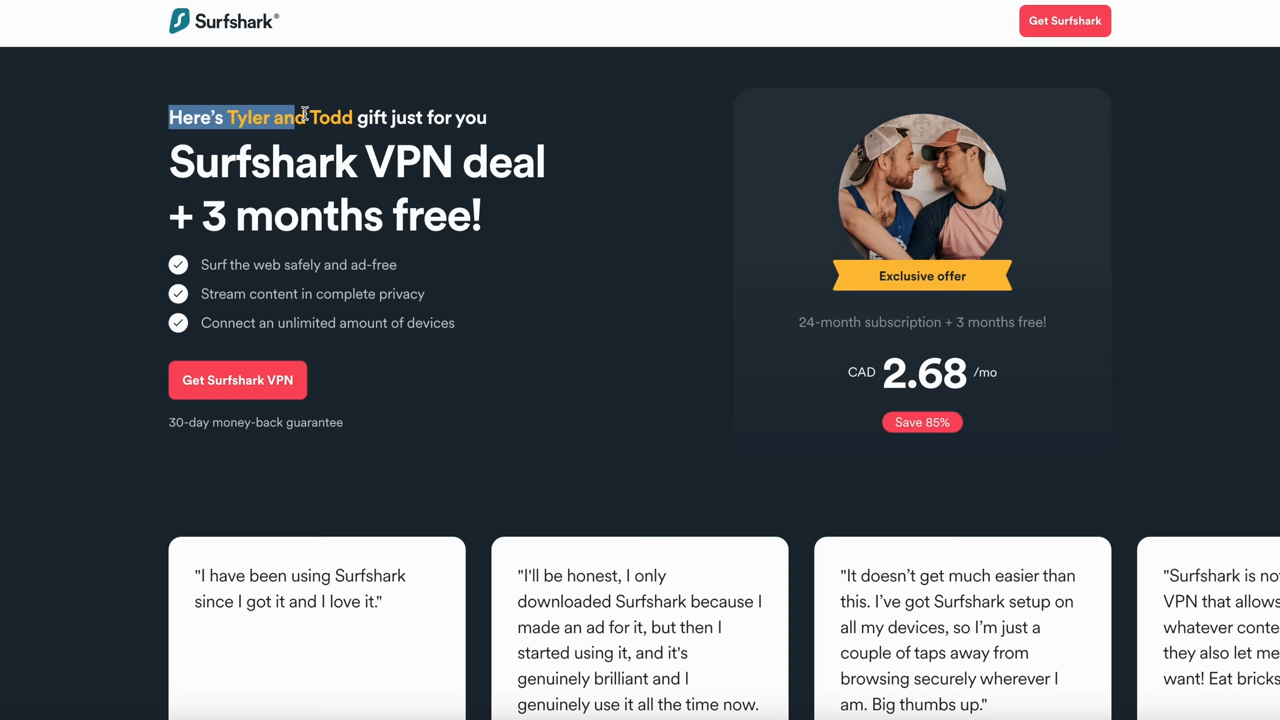 Surfshark®
Get Surfshark
Here's Tyler and Todd gift just for you
Surfshark VPN deal
+ 3 months free!
Surf the web safely and ad-free
Stream content in complete privacy
Connect an unlimited amount of devices
Get Surfshark VPN
30-day money-back guarantee
Exclusive offer
24-month subscription + 3 months free!
CAD 2.68 /mo
Save 85%
"I have been using Surfshark
since I got it and I love it."
"I'll be honest, I only
downloaded Surfshark because I
made an ad for it, but then I
started using it, and it's
genuinely brilliant and I
genuinely use it all the time now.
"It doesn’t get much easier than
this. I’ve got Surfshark setup on
all my devices, so I’m just a
couple of taps away from
browsing securely wherever I
am. Big thumbs up."
"Surfshark is no
VPN that allows
whatever conte
they also let me
want! Eat bricks